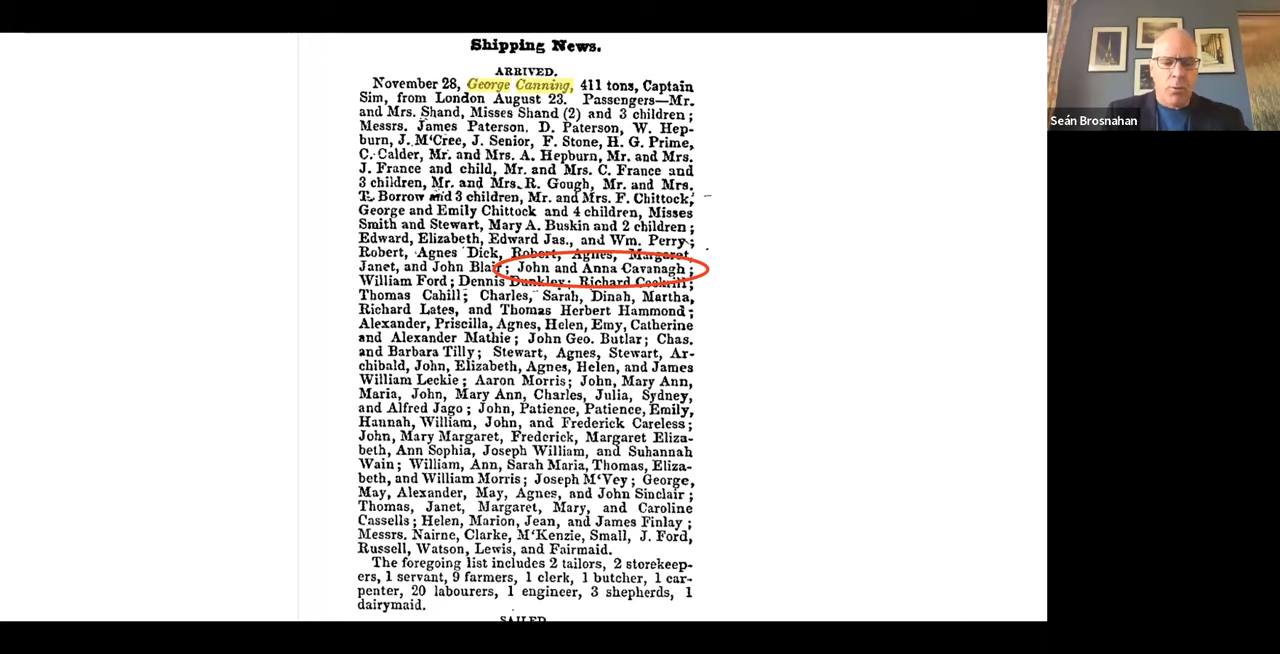 Shipping News.
ARRIVED.
November 28, George Canning, 411 tons, Captain
Sim, from London August 23. Passengers—Mr.
and Mrs. Shand, Misses Shand (2) and 3 children;
Messrs. James Paterson, D. Paterson, W. Hep-
burn, J. M'Cree, J. Senior, F. Stone, H. G. Prime,
C. Calder, Mr. and Mrs. A. Hepburn, Mr. and Mrs.
J. France and child, Mr. and Mrs. C. France and
3 children, Mr. and Mrs. R. Gough, Mr. and Mrs.
T. Borrow and 3 children, Mr. and Mrs. F. Chittock,
George and Emily Chittock and 4 children, Misses
Smith and Stewart, Mary A. Buskin and 2 children;
Edward, Elizabeth, Edward Jas., and Wm. Perry;
Robert, Agnes Dick, Robert, Agnes, Margaret,
Janet, and John Blair; John and Anna Cavanagh;
William Ford; Dennis Dunkley; Richard Cockrill;
Thomas Cahill; Charles, Sarah, Dinah, Martha,
Richard Lates, and Thomas Herbert Hammond;
Alexander, Priscilla, Agnes, Helen, Emy, Catherine
and Alexander Mathie; John Geo. Butlar; Chas.
and Barbara Tilly; Stewart, Agnes, Stewart, Ar-
chibald, John, Elizabeth, Agnes, Helen, and James
William Leckie; Aaron Morris; John, Mary Ann,
Maria, John, Mary Ann, Charles, Julia, Sydney,
and Alfred Jago; John, Patience, Patience, Emily,
Hannah, William, John, and Frederick Careless;
John, Mary Margaret, Frederick, Margaret Eliza-
beth, Ann Sophia, Joseph William, and Suhannah
Wain; William, Ann, Sarah Maria, Thomas, Eliza-
beth, and William Morris; Joseph M'Vey; George,
May, Alexander, May, Agnes, and John Sinclair;
Thomas, Janet, Margaret, Mary, and Caroline
Cassells; Helen, Marion, Jean, and James Finlay;
Messrs. Nairne, Clarke, M'Kenzie, Small, J. Ford,
Russell, Watson, Lewis, and Fairmaid.
The foregoing list includes 2 tailors, 2 storekeep-
ers, 1 servant, 9 farmers, 1 clerk, 1 butcher, 1 car-
penter, 20 labourers, 1 engineer, 3 shepherds, 1
dairymaid.
SAILED
Seán Brosnahan